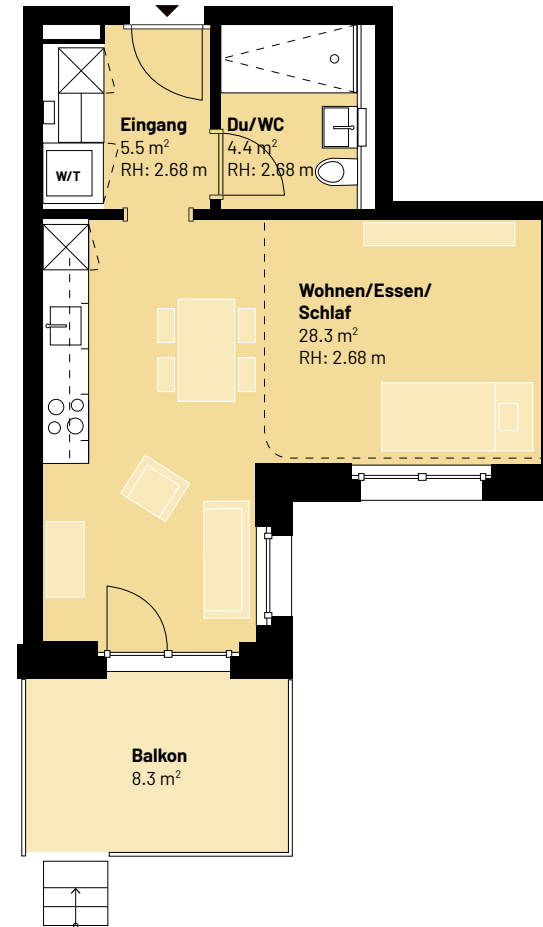 Eingang
5.5 m²
RH: 2.68 m
Du/WC
4.4 m²
RH: 2.68 m
W/T
Wohnen/Essen/
Schlaf
28.3 m²
RH: 2.68 m
Balkon
8.3 m²